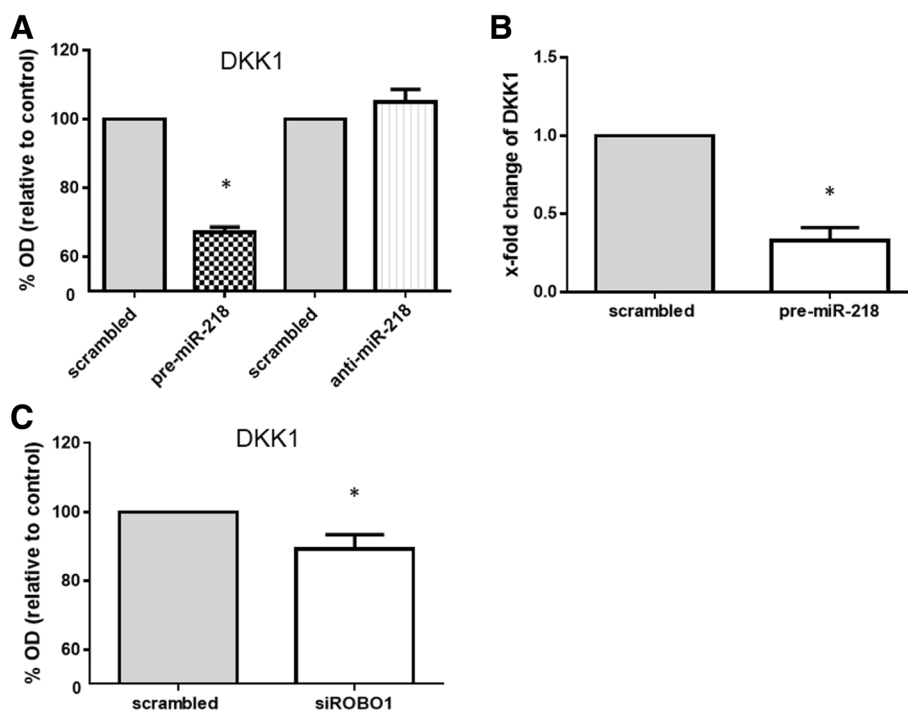 A
DKK1
% OD (relative to control)
120
100
80
60
0
*
scrambled
pre-miR-218
scrambled
anti-miR-218
B
x-fold change of DKK1
1.5
1.0
0.5
0.0
*
scrambled
pre-miR-218
C
DKK1
% OD (relative to control)
120
100
80
60
0
*
scrambled
siROBO1